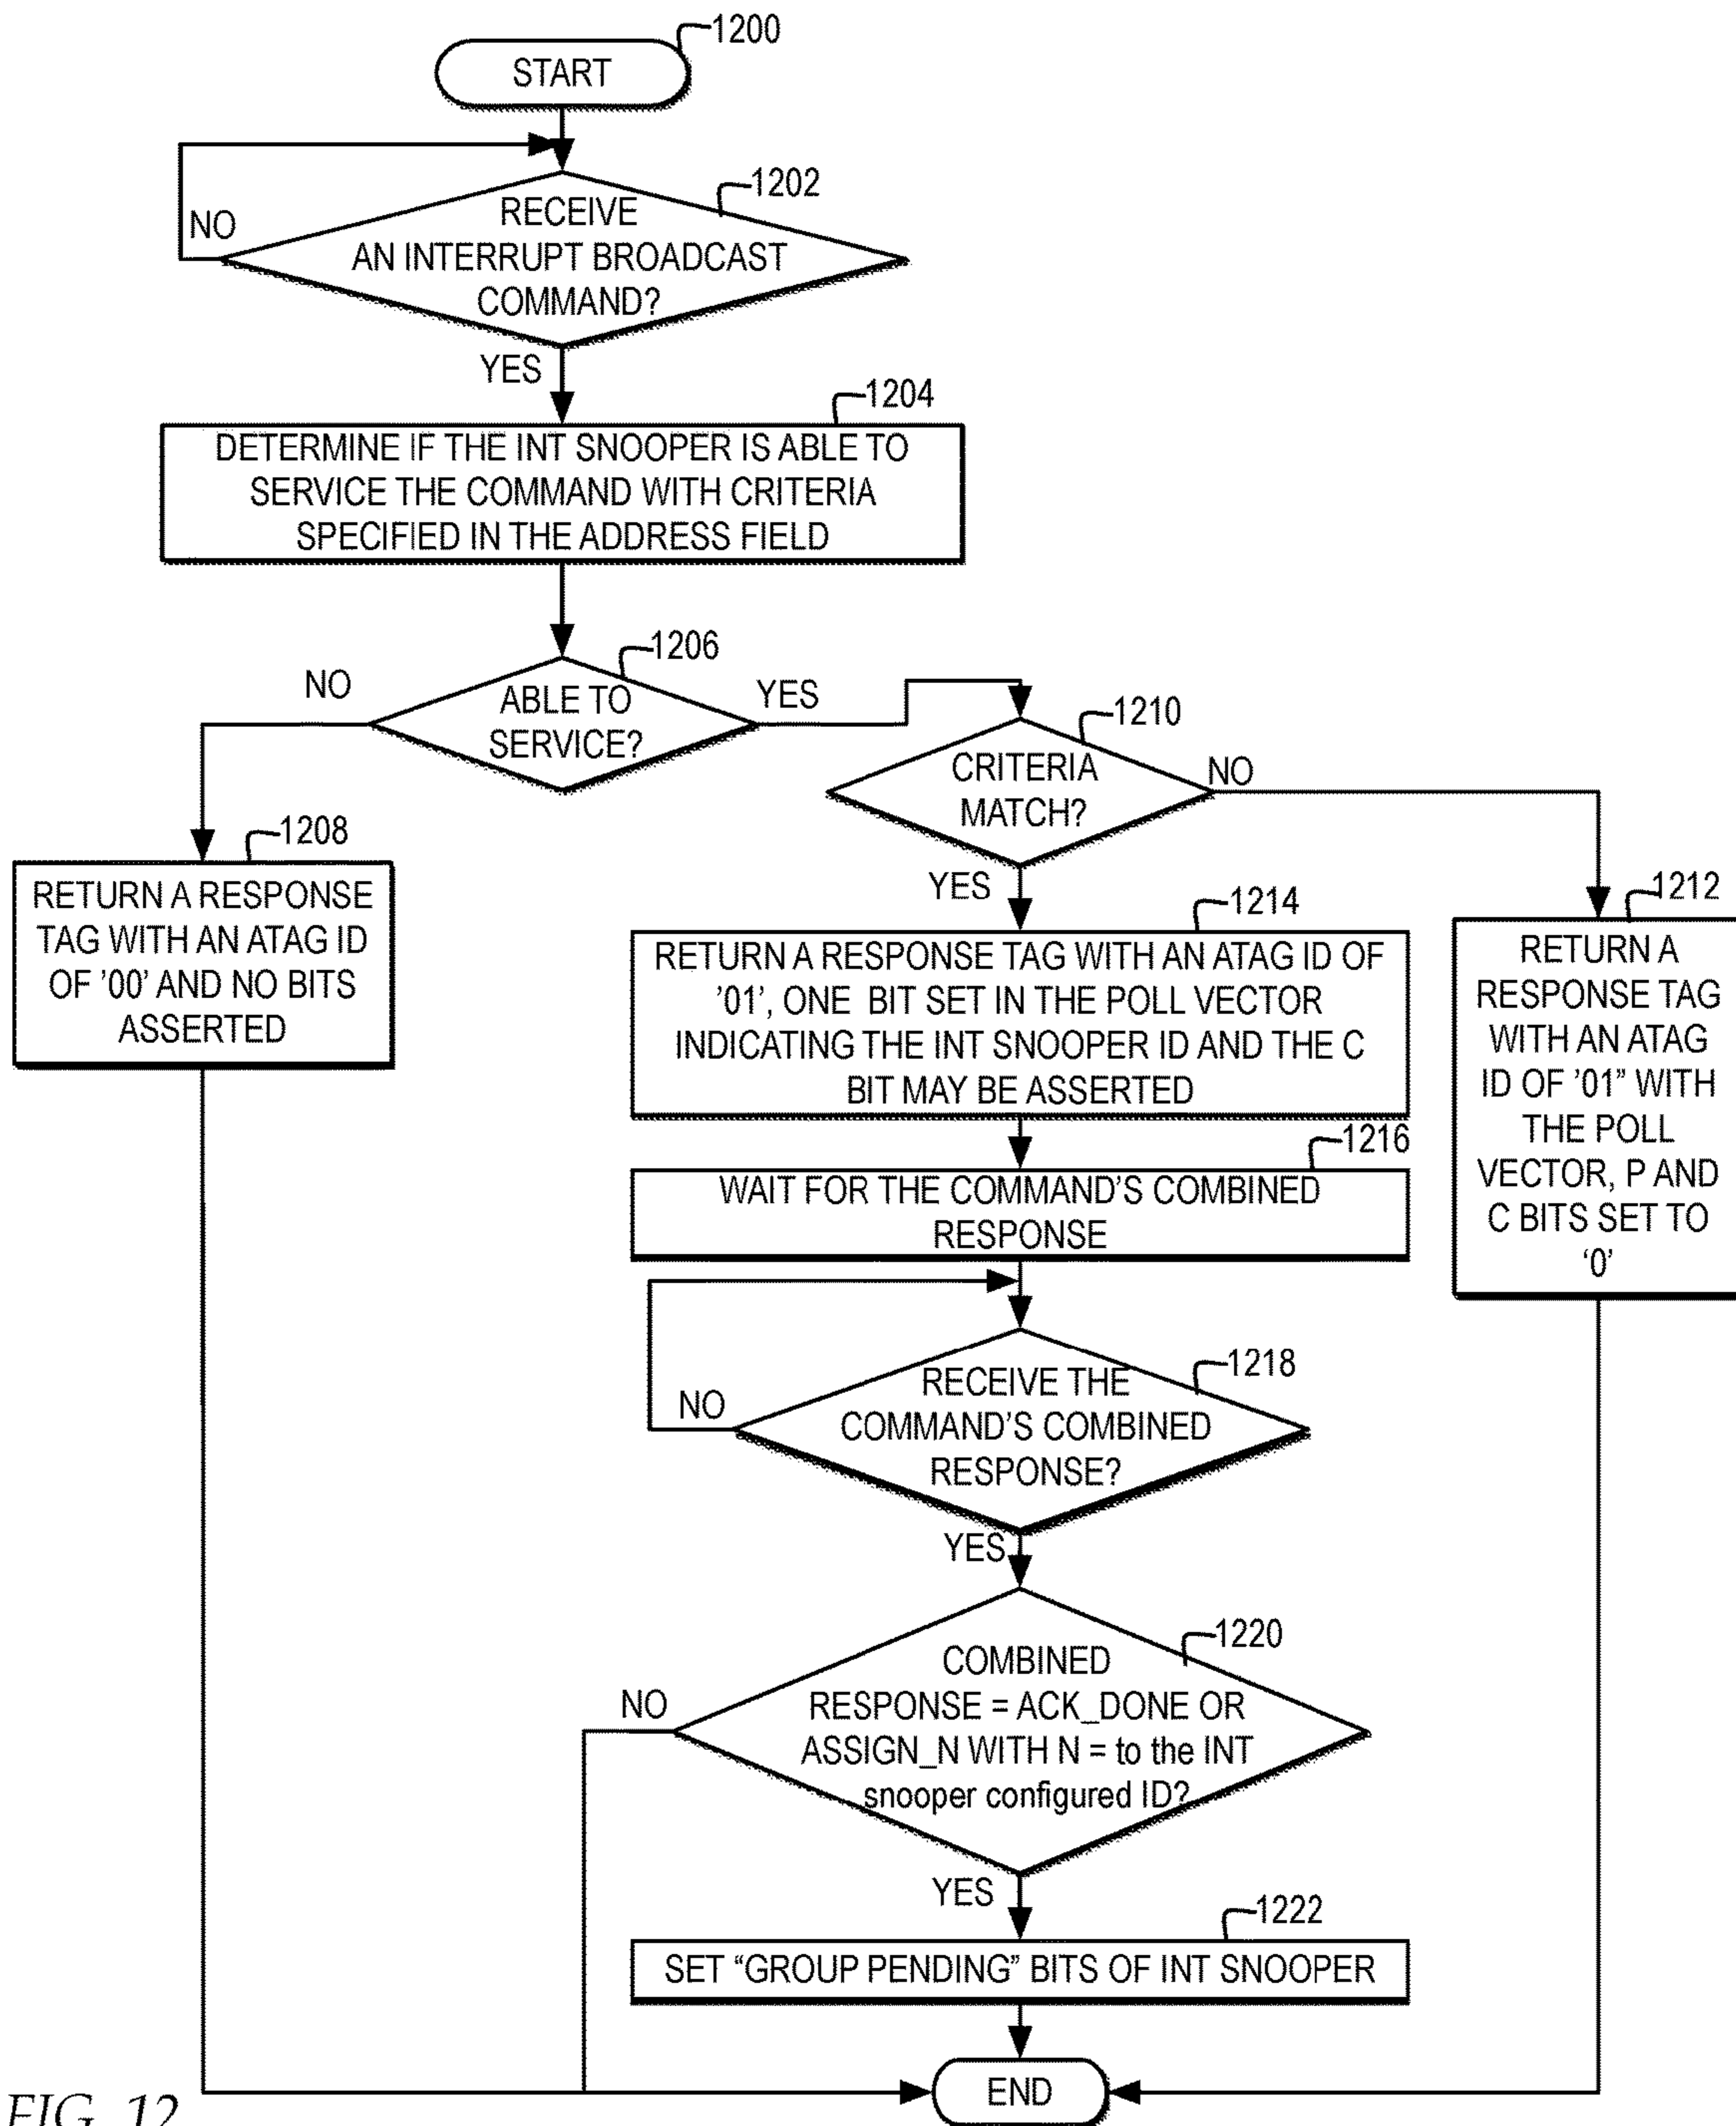 1200
START
1202
RECEIVE
AN INTERRUPT BROADCAST
COMMAND?
NO
YES
1204
DETERMINE IF THE INT SNOOPER IS ABLE TO
SERVICE THE COMMAND WITH CRITERIA
SPECIFIED IN THE ADDRESS FIELD
1206
NO
ABLE TO
SERVICE?
YES
1210
CRITERIA
MATCH?
NO
YES
1208
RETURN A RESPONSE
TAG WITH AN ATAG ID
OF '00' AND NO BITS
ASSERTED
1214
RETURN A RESPONSE TAG WITH AN ATAG ID OF
'01', ONE BIT SET IN THE POLL VECTOR
INDICATING THE INT SNOOPER ID AND THE C
BIT MAY BE ASSERTED
1212
RETURN A
RESPONSE TAG
WITH AN ATAG
ID OF '01" WITH
THE POLL
VECTOR, P AND
C BITS SET TO
‘0’
1216
WAIT FOR THE COMMAND'S COMBINED
RESPONSE
1218
RECEIVE THE
COMMAND'S COMBINED
RESPONSE?
NO
YES
1220
COMBINED
RESPONSE = ACK_DONE OR
ASSIGN_N WITH N = to the INT
snooper configured ID?
NO
YES
1222
SET “GROUP PENDING” BITS OF INT SNOOPER
END
FIG. 12